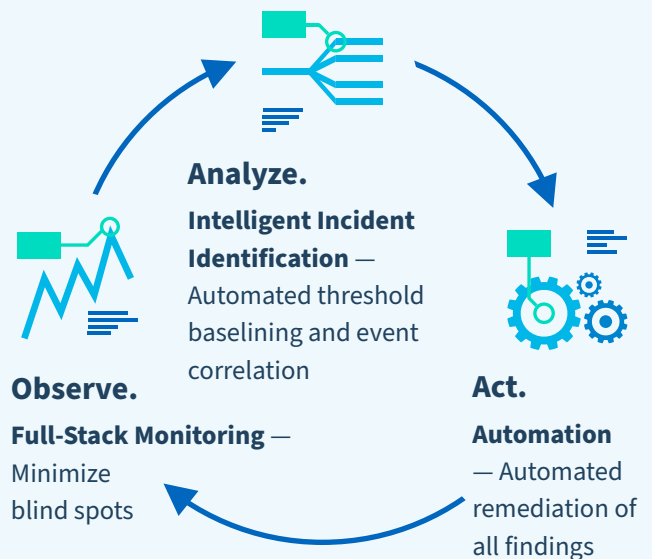 Analyze.
Intelligent Incident
Identification —
Automated threshold
baselining and event
correlation
Observe.
Full-Stack Monitoring —
Minimize
blind spots
Act.
Automation
— Automated
remediation of
all findings